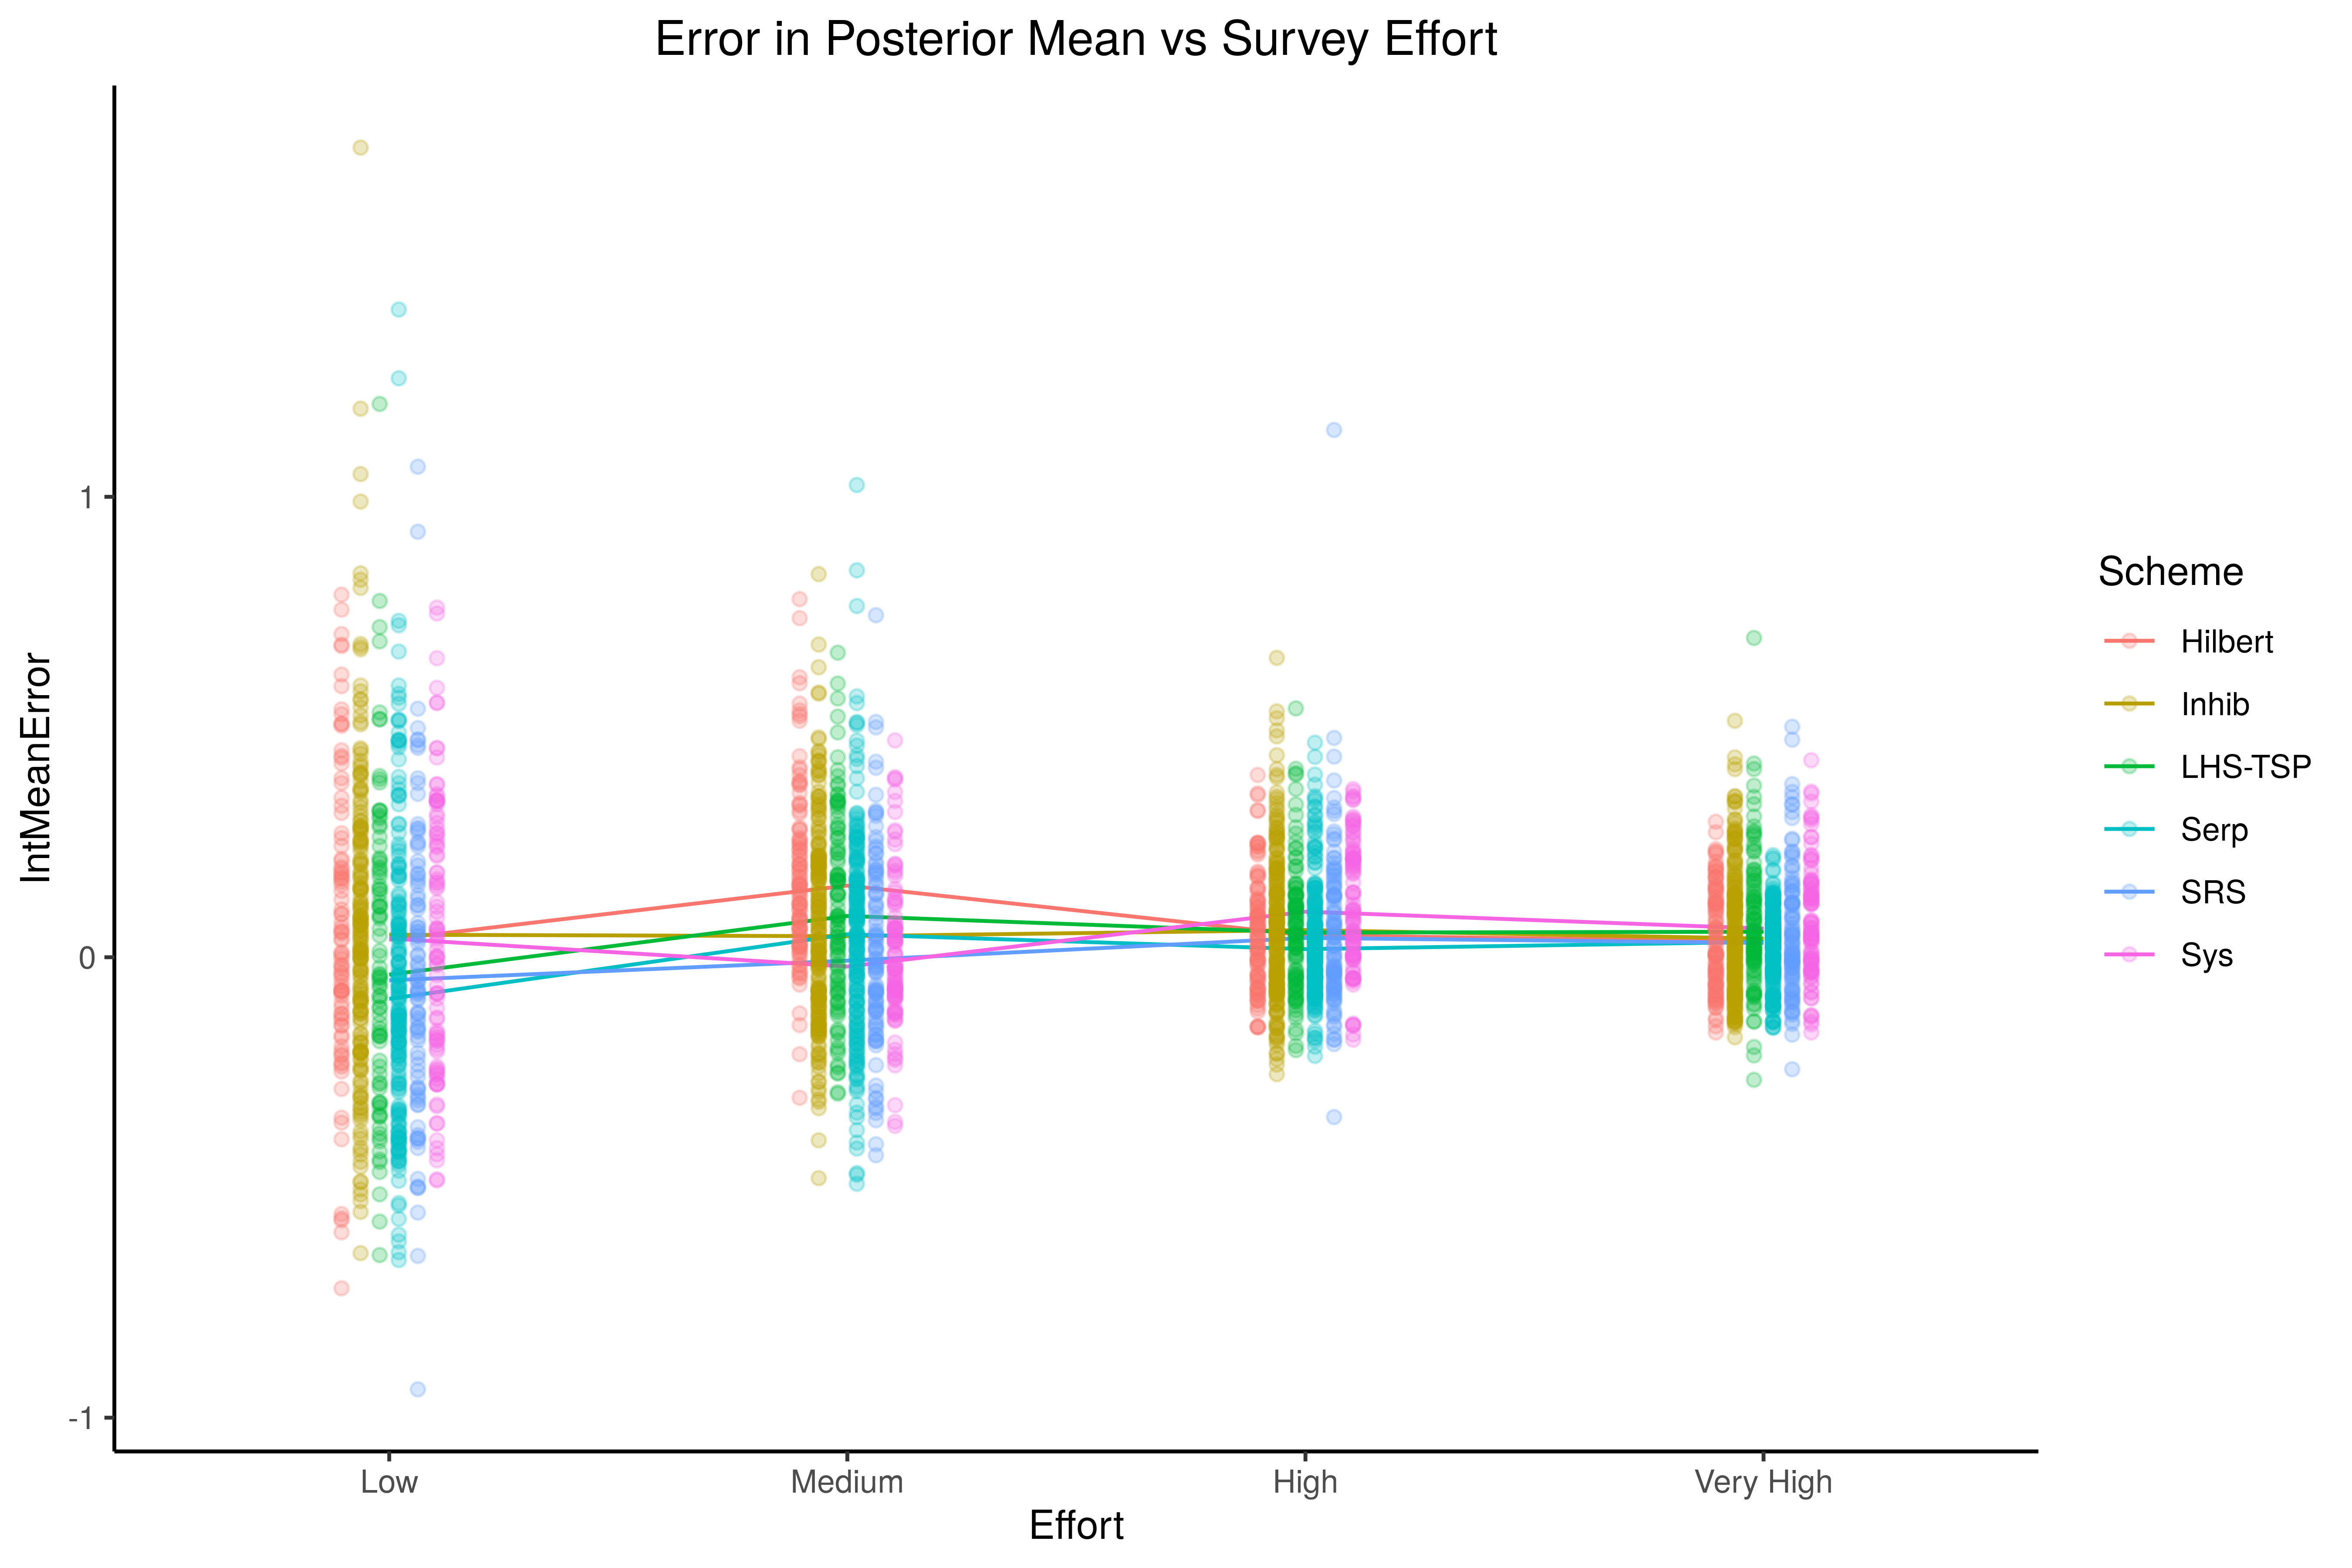 Error in Posterior Mean vs Survey Effort
IntMeanError
1
0
-1
Low
Medium
High
Very High
Effort
Scheme
Hilbert
Inhib
LHS-TSP
Serp
SRS
Sys